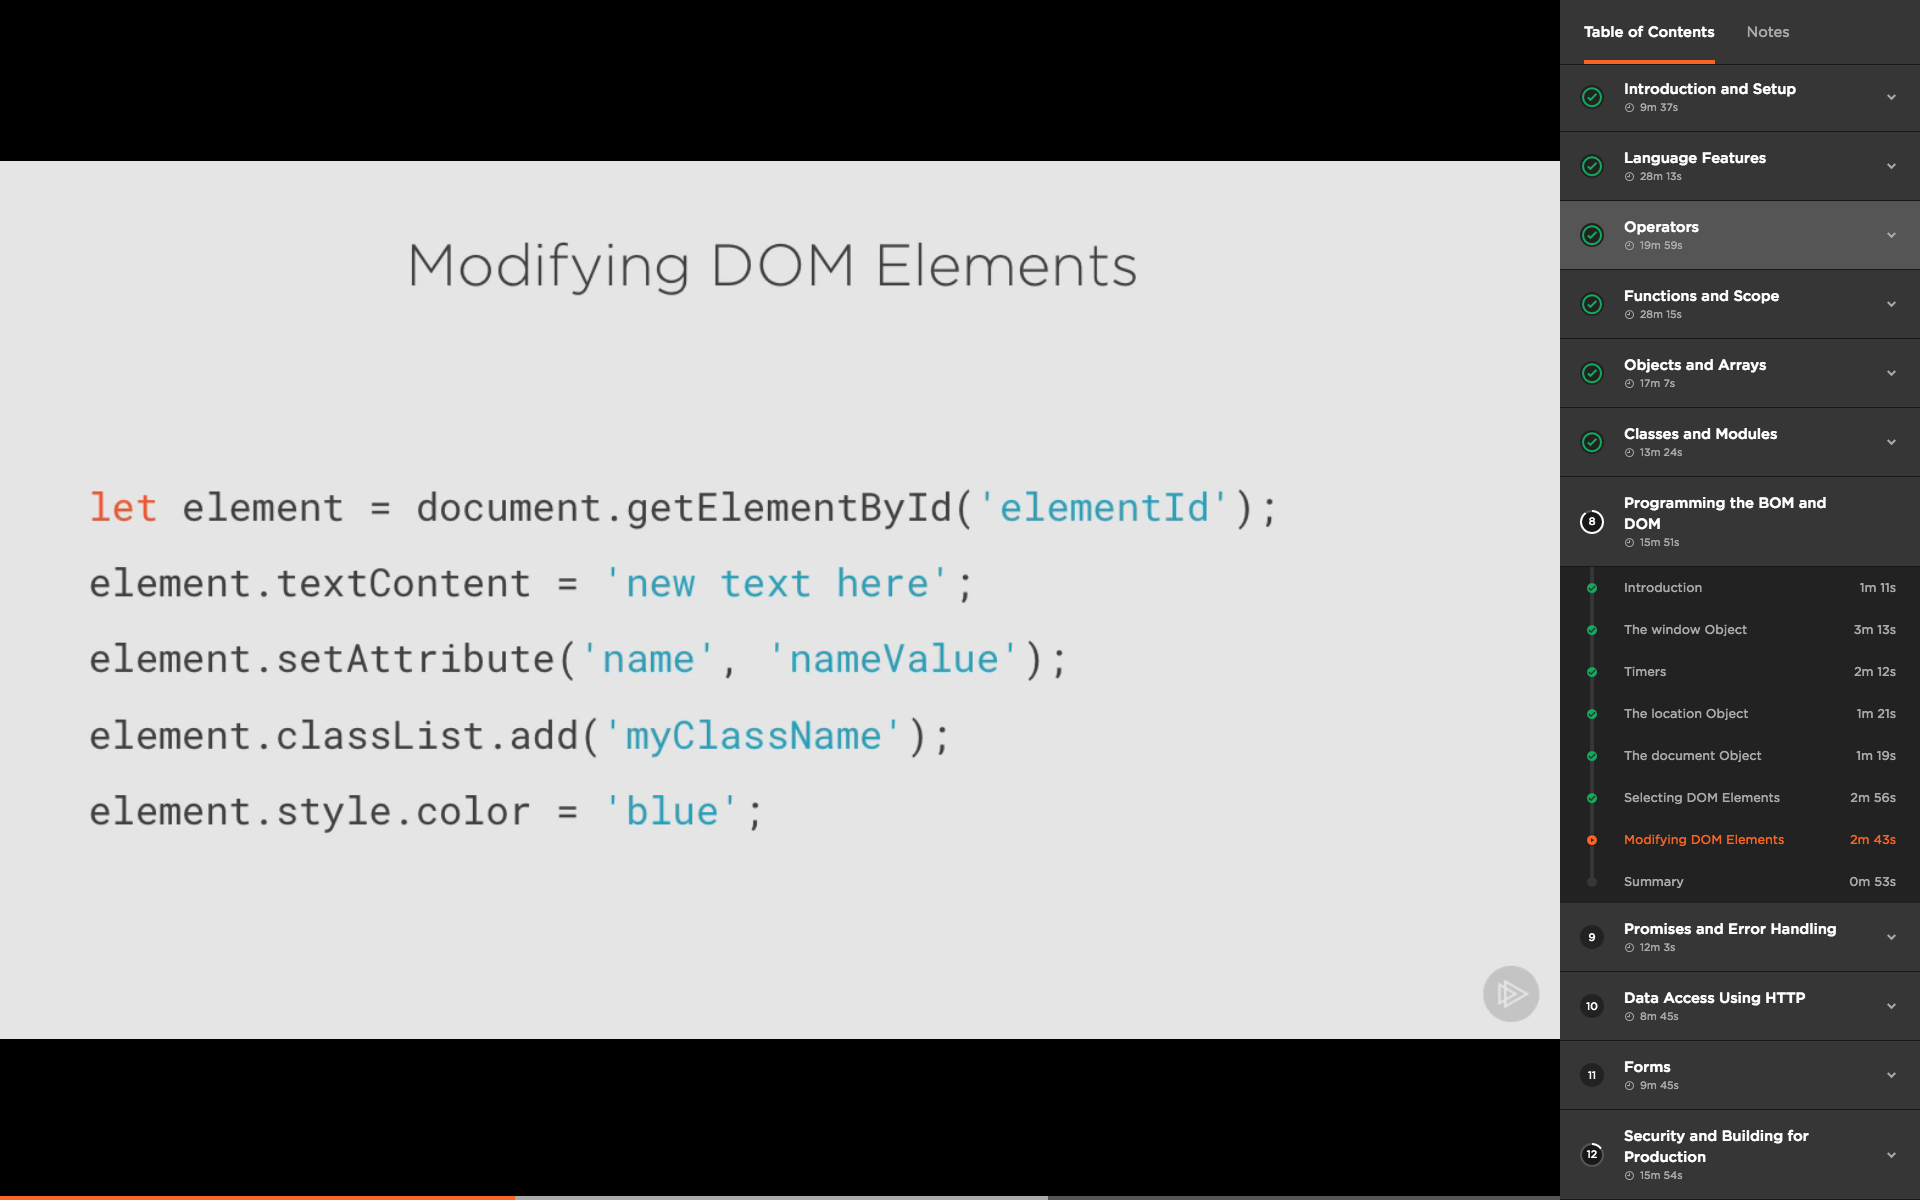 Modifying DOM Elements
let element = document.getElementById('elementId');
element.textContent = 'new text here';
element.setAttribute('name', 'nameValue');
element.classList.add('myClassName');
element.style.color = 'blue';
Table of Contents
Notes
Introduction and Setup
9m 37s
Language Features
28m 13s
Operators
19m 59s
Functions and Scope
28m 15s
Objects and Arrays
17m 7s
Classes and Modules
13m 24s
8
Programming the BOM and
DOM
15m 51s
Introduction 1m 11s
The window Object 3m 13s
Timers 2m 12s
The location Object 1m 21s
The document Object 1m 19s
Selecting DOM Elements 2m 56s
Modifying DOM Elements 2m 43s
Summary 0m 53s
9
Promises and Error Handling
12m 3s
10
Data Access Using HTTP
8m 45s
11
Forms
9m 45s
12
Security and Building for
Production
15m 54s